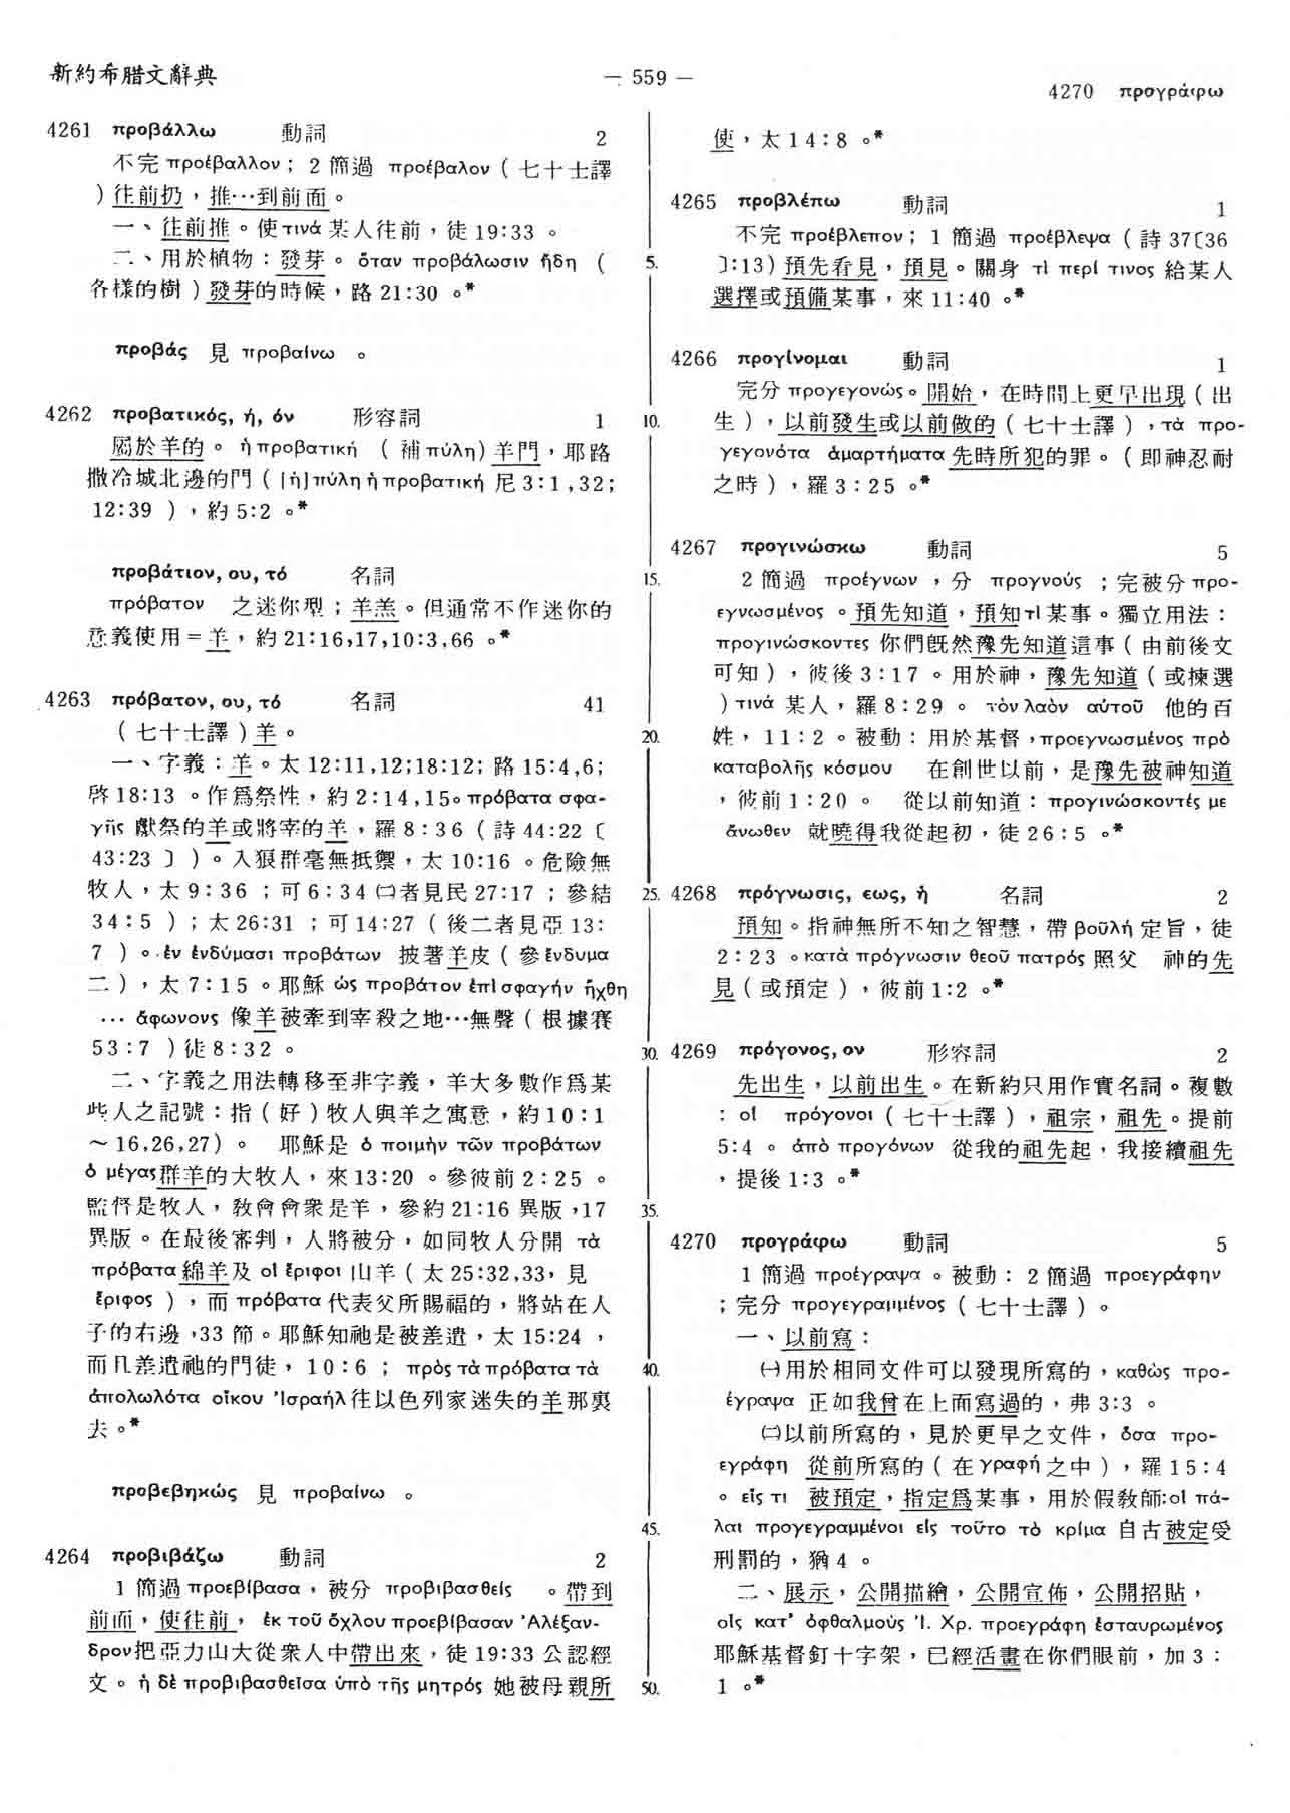 新約希腊文辭典
— 559 —
4270 προγράφω
4261 προβάλλω 動詞 2
不完 προέβαλλον; 2 簡過 προέβαλον (七十士譯
) 往前扔,推…到前面。
一、往前推。使 τινά 某人往前,徒 19:33 。
二、用於植物:發芽。 ὅταν προβάλωσιν ἤδη (
各樣的樹) 發芽的時候,路 21:30 。*
προβάς 見 προβαίνω 。
4262 προβατικός, ή, όν 形容詞 1
屬於羊的。 ἡ προβατική (補 πύλη) 羊門,耶路
撒冷城北邊的門 ( [ἡ] πύλη ἡ προβατική 尼 3:1,32;
12:39 ) ,約 5:2 。*
προβάτιον, ου, τό 名詞
πρόβατον 之迷你型;羊羔。但通常不作迷你的
意義使用=羊,約 21:16,17,10:3,66 。*
4263 πρόβατον, ου, τό 名詞 41
(七十士譯) 羊。
一、字義:羊。太 12:11,12;18:12; 路 15:4,6;
啓 18:13 。作爲祭牲,約 2:14,15。πρόβατα σφα-
γῆς 獻祭的羊或將宰的羊,羅 8:36 (詩 44:22 〔
43:23 〕 ) 。入狼群毫無抵禦,太 10:16 。危險無
牧人,太 9:36 ;可 6:34 ㈡者見民 27:17 ;參結
34:5 ) ;太 26:31 ;可 14:27 (後二者見亞 13:
7 ) 。ἐν ἐνδύμασι προβάτων 披著羊皮 (參 ἔνδυμα
二) ,太 7:15 。耶穌 ὡς προβάτον ἐπὶ σφαγήν ἤχθη
… ἄφωνονς 像羊被牽到宰殺之地…無聲 (根據賽
53:7 ) 徒 8:32 。
二、字義之用法轉移至非字義,羊大多數作爲某
些人之記號:指 (好) 牧人與羊之寓意,約 10:1
~ 16,26,27) 。 耶穌是 ὁ ποιμὴν τῶν προβάτων
ὁ μέγας 群羊的大牧人,來 13:20 。參彼前 2:25 。
監督是牧人,敎會會衆是羊,參約 21:16 異版,17
異版。在最後審判,人將被分,如同牧人分開 τὰ
πρόβατα 綿羊及 οἱ ἔριφοι 山羊 (太 25:32,33,見
ἔριφος ) ,而 πρόβατα 代表父所賜福的,將站在人
子的右邊,33 節。耶穌知祂是被差遣,太 15:24 ,
而且差遣祂的門徒, 10:6 ; πρὸς τὰ πρόβατα τὰ
ἀπολωλότα οἴκου Ἰσραήλ 往以色列家迷失的羊那裏
去。*
προβεβηκώς 見 προβαίνω 。
4264 προβιβάζω 動詞 2
1 簡過 προεβίβασα,被分 προβιβασθείς 。帶到
前面,使往前, ἐκ τοῦ ὄχλου προεβίβασαν Ἀλέξαν-
δρον 把亞力山大從衆人中帶出來,徒 19:33 公認經
文。ἡ δὲ προβιβασθεῖσα ὑπὸ τῆς μητρός 她被母親所
5.
10.
15.
20.
25.
30.
35.
40.
45.
50.
使,太 14:8 。*
4265 προβλέπω 動詞 1
不完 προέβλεπον; 1 簡過 προέβλεψα (詩 37〔36
〕:13) 預先看見,預見。關身 τὶ περί τινος 給某人
選擇或預備某事,來 11:40 。*
4266 προγίνομαι 動詞 1
完分 προγεγονώς。開始,在時間上更早出現 (出
生) ,以前發生或以前做的 (七十士譯) ,τὰ προ-
γεγονότα ἁμαρτήματα 先時所犯的罪。(即神忍耐
之時) ,羅 3:25 。*
4267 προγινώσκω 動詞 5
2 簡過 προέγνων ,分 προγνούς ;完被分 προ-
εγνωσμένος 。預先知道,預知 τὶ 某事。獨立用法:
προγινώσκοντες 你們旣然豫先知道這事 (由前後文
可知) ,彼後 3:17 。用於神,豫先知道 (或揀選
) τινά 某人,羅 8:29 。 τὸν λαὸν αὐτοῦ 他的百
姓, 11:2 。被動:用於基督,προεγνωσμένος πρὸ
καταβολῆς κόσμου 在創世以前,是豫先被神知道
,彼前 1:20 。 從以前知道:προγινώσκοντές με
ἄνωθεν 就曉得我從起初,徒 26:5 。*
4268 πρόγνωσις, εως, ἡ 名詞 2
預知。指神無所不知之智慧,帶 βουλή 定旨,徒
2:23 。κατὰ πρόγνωσιν θεοῦ πατρός 照父 神的先
見 (或預定) ,彼前 1:2 。*
4269 πρόγονος, ον 形容詞 2
先出生,以前出生。在新約只用作實名詞。複數
: οἱ πρόγονοι (七十士譯) ,祖宗,祖先。提前
5:4 。 ἀπὸ προγόνων 從我的祖先起,我接續祖先
,提後 1:3 。*
4270 προγράφω 動詞 5
1 簡過 προέγραψα 。被動: 2 簡過 προεγράφην
;完分 προγεγραμμένος (七十士譯) 。
一、以前寫:
㈠用於相同文件可以發現所寫的,καθὼς προ-
έγραψα 正如我曾在上面寫過的,弗 3:3 。
㈡以前所寫的,見於更早之文件, ὅσα προ-
εγράφη 從前所寫的 (在 γραφή 之中) ,羅 15:4
。 εἴς τι 被預定,指定爲某事,用於假敎師:οἱ πά-
λαι προγεγραμμένοι εἰς τοῦτο τὸ κρίμα 自古被定受
刑罰的,猶 4 。
二、展示,公開描繪,公開宣佈,公開招貼,
οἷς κατ' ὀφθαλμοὺς Ἰ. Χρ. προεγράφη ἐσταυρωμένος
耶穌基督釘十字架,已經活畫在你們眼前,加 3:
1 。*